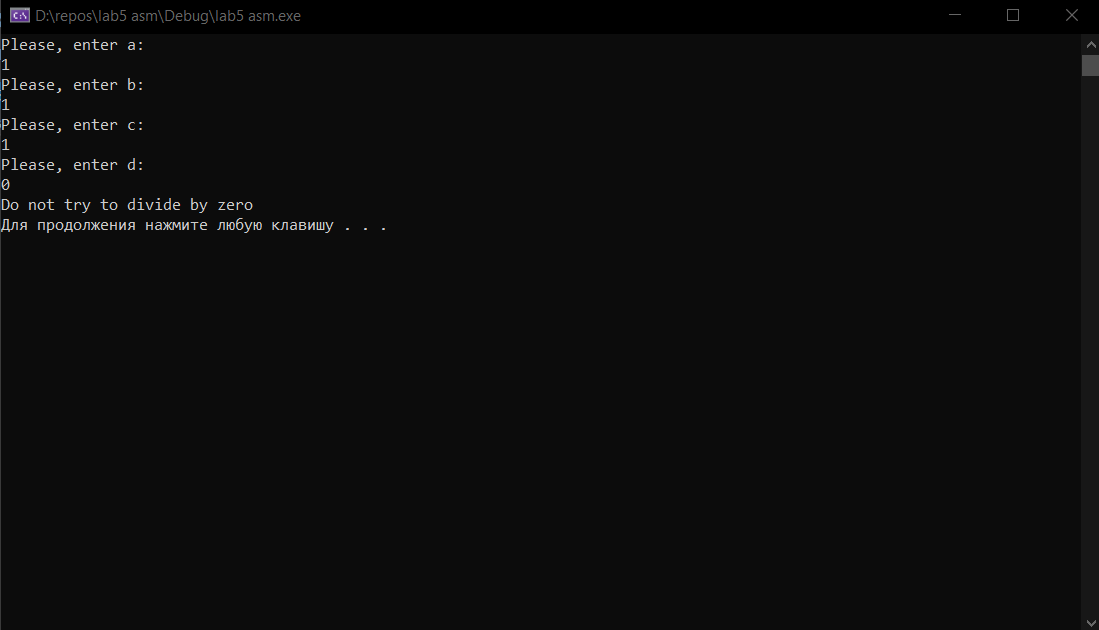 D:\repos\lab5 asm\Debug\lab5 asm.exe
Please, enter a:
1
Please, enter b:
1
Please, enter c:
1
Please, enter d:
0
Do not try to divide by zero
Для продолжения нажмите любую клавишу . . .